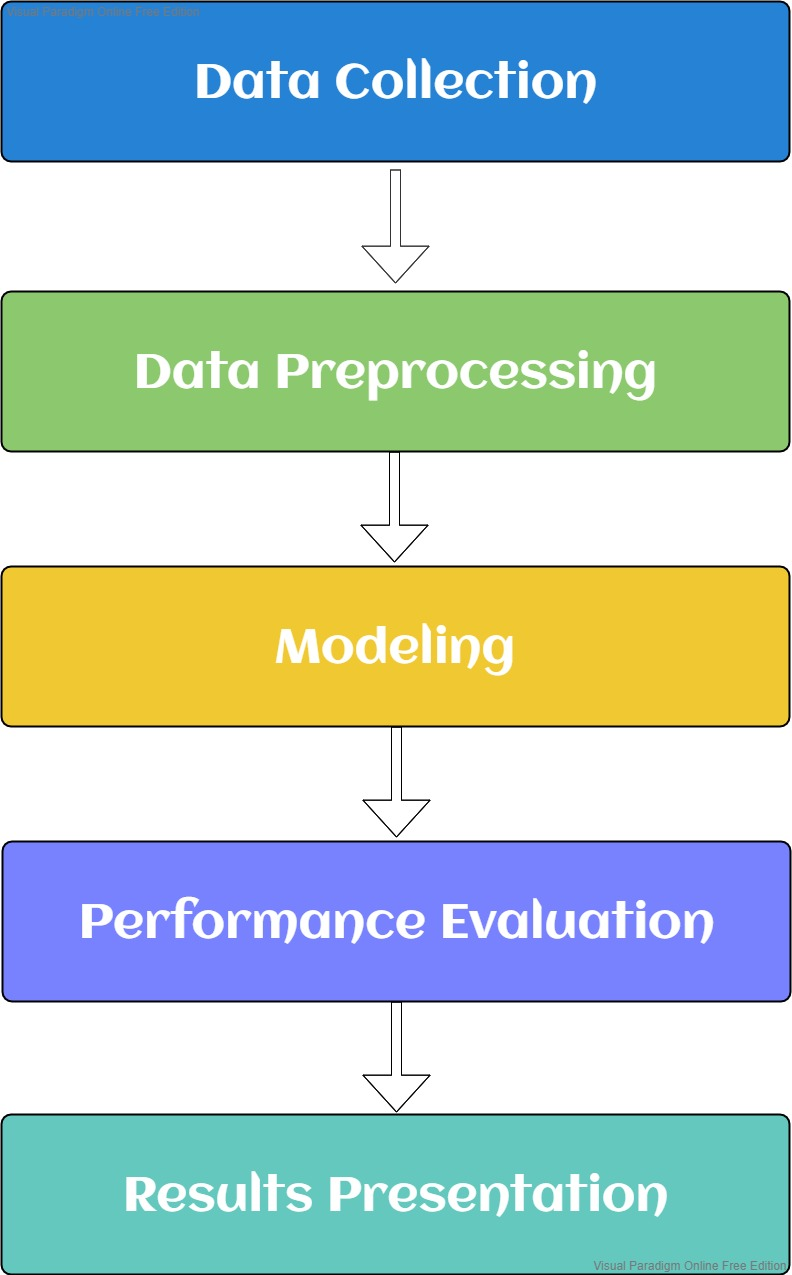 Visual Paradigm Online Free Edition
Data Collection
Data Preprocessing
Modeling
Performance Evaluation
Results Presentation
Visual Paradigm Online Free Edition